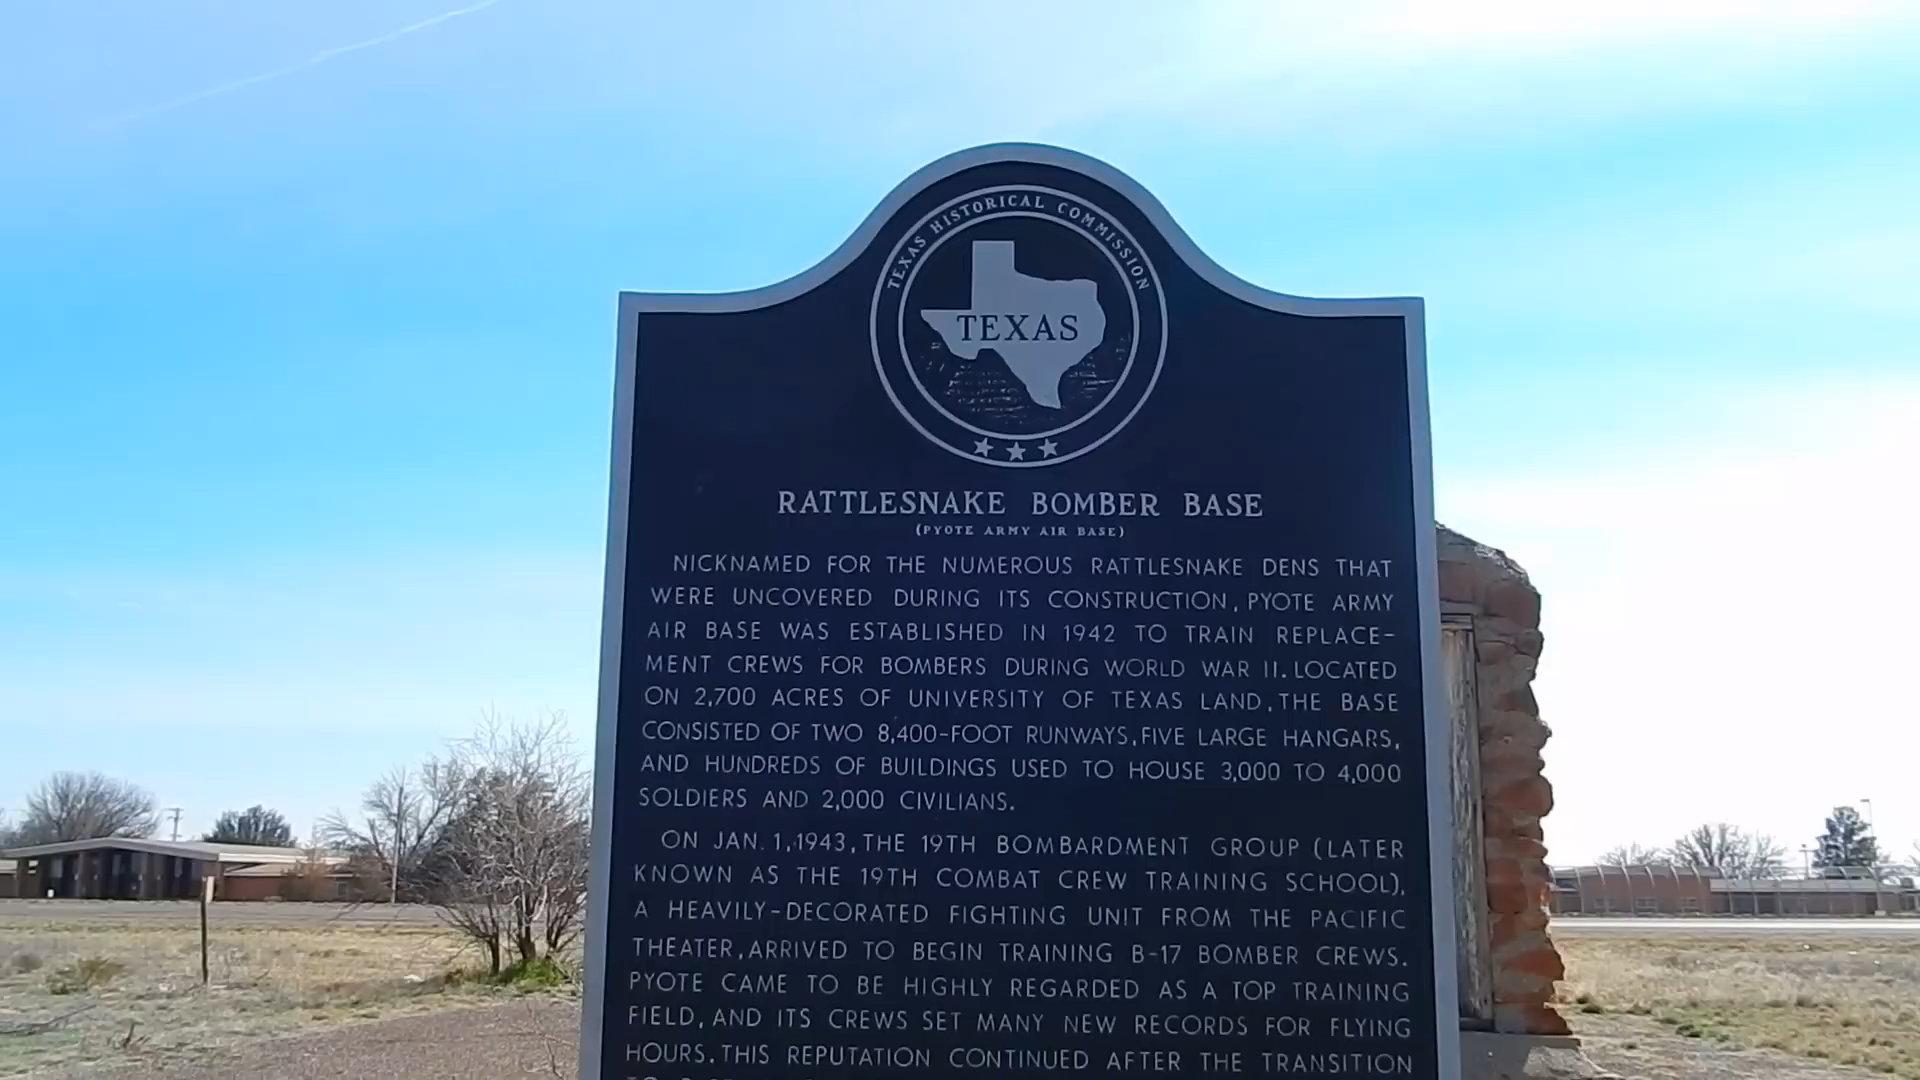 TEXAS HISTORICAL COMMISSION
TEXAS
RATTLESNAKE BOMBER BASE
(PYOTE ARMY AIR BASE)
NICKNAMED FOR THE NUMEROUS RATTLESNAKE DENS THAT
WERE UNCOVERED DURING ITS CONSTRUCTION, PYOTE ARMY
AIR BASE WAS ESTABLISHED IN 1942 TO TRAIN REPLACE-
MENT CREWS FOR BOMBERS DURING WORLD WAR II. LOCATED
ON 2,700 ACRES OF UNIVERSITY OF TEXAS LAND, THE BASE
CONSISTED OF TWO 8,400-FOOT RUNWAYS, FIVE LARGE HANGARS,
AND HUNDREDS OF BUILDINGS USED TO HOUSE 3,000 TO 4,000
SOLDIERS AND 2,000 CIVILIANS.
ON JAN. 1, 1943, THE 19TH BOMBARDMENT GROUP (LATER
KNOWN AS THE 19TH COMBAT CREW TRAINING SCHOOL),
A HEAVILY-DECORATED FIGHTING UNIT FROM THE PACIFIC
THEATER, ARRIVED TO BEGIN TRAINING B-17 BOMBER CREWS.
PYOTE CAME TO BE HIGHLY REGARDED AS A TOP TRAINING
FIELD, AND ITS CREWS SET MANY NEW RECORDS FOR FLYING
HOURS. THIS REPUTATION CONTINUED AFTER THE TRANSITION